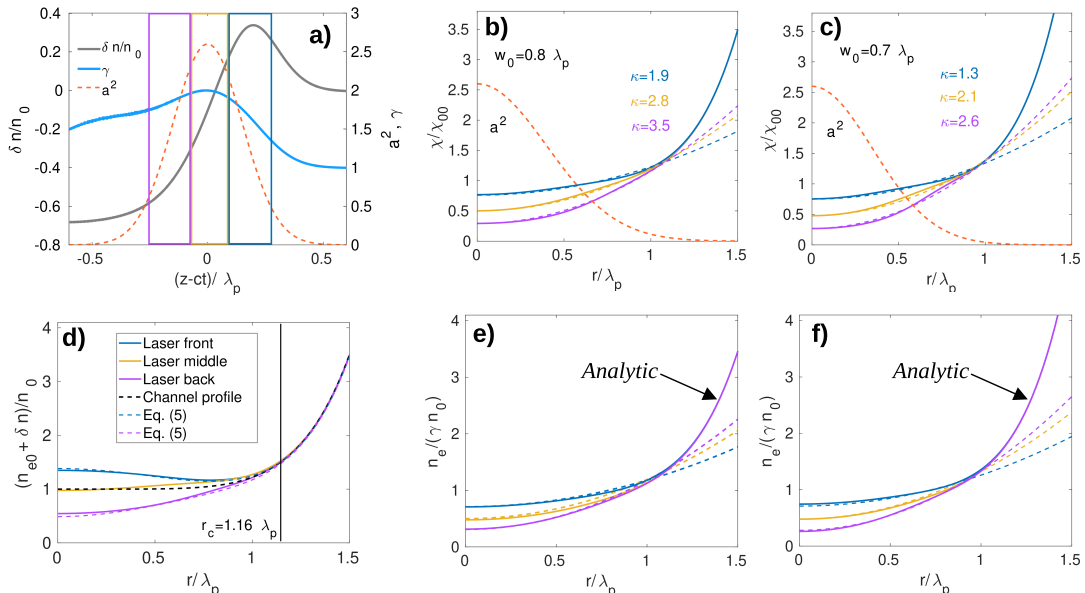 a)
δ n/n0
γ
a²
0.4
0.2
0
-0.2
-0.4
-0.6
-0.8
3
2.5
2
1.5
1
0.5
0
-0.5
0
0.5
δ n/n0
a², γ
(z-ct)/ λp
b)
w0=0.8 λp
κ=1.9
κ=2.8
κ=3.5
a²
χ/χ00
3.5
3
2.5
2
1.5
1
0.5
0
0
0.5
1
1.5
r/λp
c)
w0=0.7 λp
κ=1.3
κ=2.1
κ=2.6
a²
χ/χ00
3.5
3
2.5
2
1.5
1
0.5
0
0
0.5
1
1.5
r/λp
d)
Laser front
Laser middle
Laser back
Channel profile
Eq. (5)
Eq. (5)
rc=1.16 λp
(ne0 + δ n)/n0
4
3
2
1
0
0
0.5
1
1.5
r/λp
e)
Analytic
ne/(γ n0)
4
3
2
1
0
0
0.5
1
1.5
r/λp
f)
Analytic
ne/(γ n0)
4
3
2
1
0
0
0.5
1
1.5
r/λp